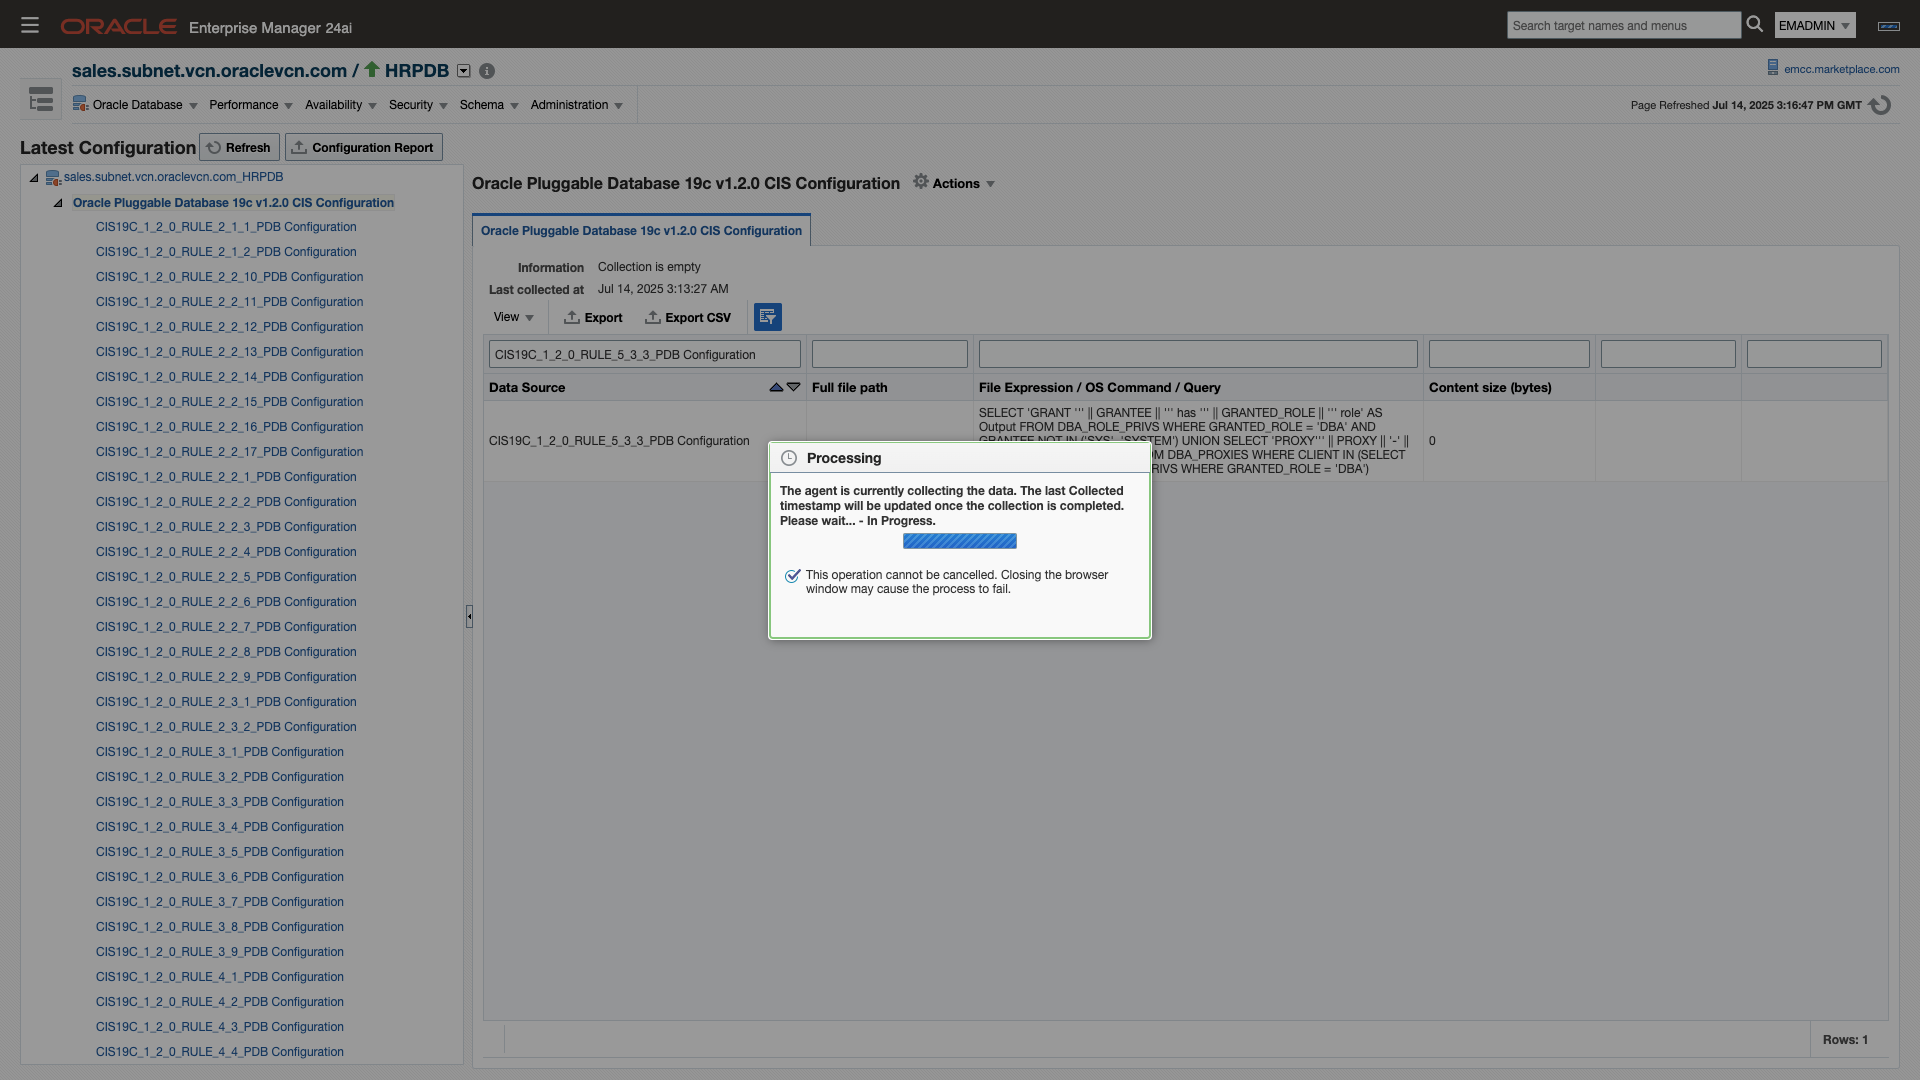 ORACLE Enterprise Manager 24ai
Search target names and menus
EMADMIN
sales.subnet.vcn.oraclevcn.com / HRPDB
emcc.marketplace.com
Oracle Database Performance Availability Security Schema Administration
Page Refreshed Jul 14, 2025 3:16:47 PM GMT
Latest Configuration Refresh Configuration Report
sales.subnet.vcn.oraclevcn.com_HRPDB
Oracle Pluggable Database 19c v1.2.0 CIS Configuration
CIS19C_1_2_0_RULE_2_1_1_PDB Configuration
CIS19C_1_2_0_RULE_2_1_2_PDB Configuration
CIS19C_1_2_0_RULE_2_2_10_PDB Configuration
CIS19C_1_2_0_RULE_2_2_11_PDB Configuration
CIS19C_1_2_0_RULE_2_2_12_PDB Configuration
CIS19C_1_2_0_RULE_2_2_13_PDB Configuration
CIS19C_1_2_0_RULE_2_2_14_PDB Configuration
CIS19C_1_2_0_RULE_2_2_15_PDB Configuration
CIS19C_1_2_0_RULE_2_2_16_PDB Configuration
CIS19C_1_2_0_RULE_2_2_17_PDB Configuration
CIS19C_1_2_0_RULE_2_2_1_PDB Configuration
CIS19C_1_2_0_RULE_2_2_2_PDB Configuration
CIS19C_1_2_0_RULE_2_2_3_PDB Configuration
CIS19C_1_2_0_RULE_2_2_4_PDB Configuration
CIS19C_1_2_0_RULE_2_2_5_PDB Configuration
CIS19C_1_2_0_RULE_2_2_6_PDB Configuration
CIS19C_1_2_0_RULE_2_2_7_PDB Configuration
CIS19C_1_2_0_RULE_2_2_8_PDB Configuration
CIS19C_1_2_0_RULE_2_2_9_PDB Configuration
CIS19C_1_2_0_RULE_2_3_1_PDB Configuration
CIS19C_1_2_0_RULE_2_3_2_PDB Configuration
CIS19C_1_2_0_RULE_3_1_PDB Configuration
CIS19C_1_2_0_RULE_3_2_PDB Configuration
CIS19C_1_2_0_RULE_3_3_PDB Configuration
CIS19C_1_2_0_RULE_3_4_PDB Configuration
CIS19C_1_2_0_RULE_3_5_PDB Configuration
CIS19C_1_2_0_RULE_3_6_PDB Configuration
CIS19C_1_2_0_RULE_3_7_PDB Configuration
CIS19C_1_2_0_RULE_3_8_PDB Configuration
CIS19C_1_2_0_RULE_3_9_PDB Configuration
CIS19C_1_2_0_RULE_4_1_PDB Configuration
CIS19C_1_2_0_RULE_4_2_PDB Configuration
CIS19C_1_2_0_RULE_4_3_PDB Configuration
CIS19C_1_2_0_RULE_4_4_PDB Configuration
Oracle Pluggable Database 19c v1.2.0 CIS Configuration Actions
Oracle Pluggable Database 19c v1.2.0 CIS Configuration
Information Collection is empty
Last collected at Jul 14, 2025 3:13:27 AM
View Export Export CSV
CIS19C_1_2_0_RULE_5_3_3_PDB Configuration
Data Source Full file path File Expression / OS Command / Query Content size (bytes)
CIS19C_1_2_0_RULE_5_3_3_PDB Configuration
SELECT 'GRANT ''' || GRANTEE || ''' has ''' || GRANTED_ROLE || ''' role' AS
Output FROM DBA_ROLE_PRIVS WHERE GRANTED_ROLE = 'DBA' AND
GRANTEE NOT IN ('SYS', 'SYSTEM') UNION SELECT 'PROXY''' || PROXY || '-' ||
M DBA_PROXIES WHERE CLIENT IN (SELECT
RIVS WHERE GRANTED_ROLE = 'DBA')
0
Processing
The agent is currently collecting the data. The last Collected
timestamp will be updated once the collection is completed.
Please wait... - In Progress.
This operation cannot be cancelled. Closing the browser
window may cause the process to fail.
Rows: 1